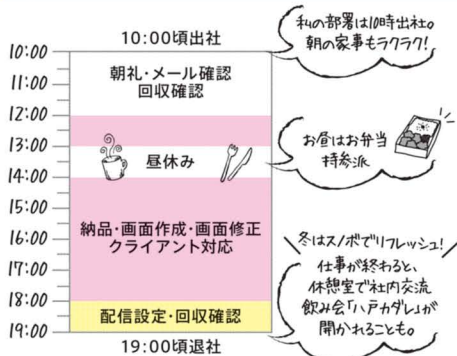 10:00頃出社
10:00
11:00
12:00
13:00
14:00
15:00
16:00
17:00
18:00
19:00
朝礼・メール確認
回収確認
昼休み
納品・画面作成・画面修正
クライアント対応
配信設定・回収確認
19:00頃退社
私の部署は10時出社。
朝の家事もラクラク!
お昼はお弁当
持参派
冬はスノボでリフレッシュ!
仕事が終わると、
休憩室で社内交流
飲み会「ハナカダレ」が
開かれることも。